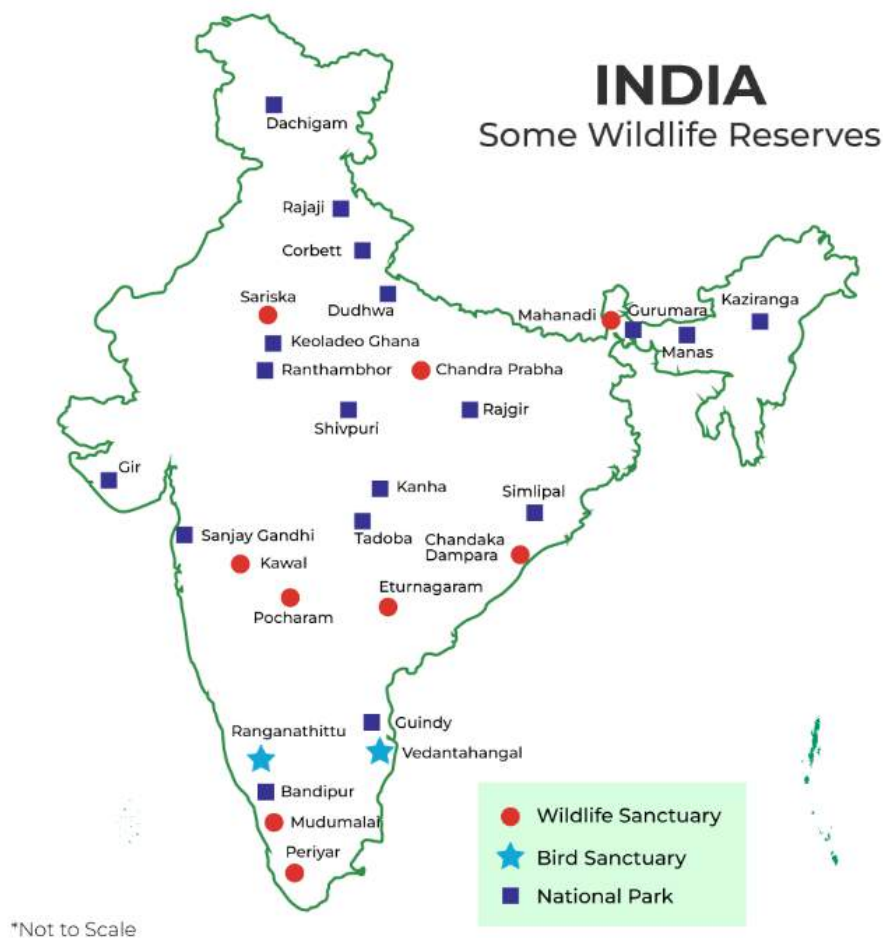 INDIA
Some Wildlife Reserves
Dachigam
Rajaji
Corbett
Sariska
Dudhwa
Mahanadi
Gurumara
Kaziranga
Keoladeo Ghana
Manas
Ranthambhor
Chandra Prabha
Shivpuri
Rajgir
Gir
Kanha
Simlipal
Sanjay Gandhi
Tadoba
Chandaka
Dampara
Kawal
Eturnagaram
Pocharam
Ranganathittu
Guindy
Vedantahangal
Bandipur
Mudumalai
Periyar
Wildlife Sanctuary
Bird Sanctuary
National Park
*Not to Scale